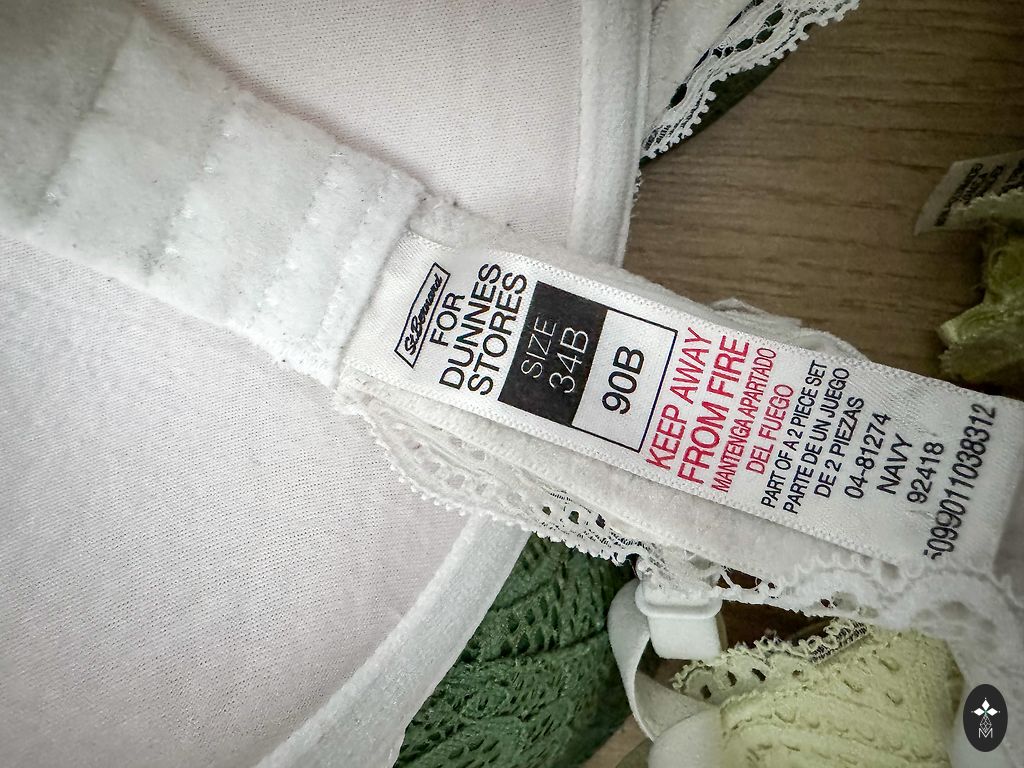 St.Bernard
FOR
DUNNES
STORES
SIZE
34B
90B
KEEP AWAY
FROM FIRE
MANTENGA APARTADO
DEL FUEGO
PART OF A 2 PIECE SET
PARTE DE UN JUEGO
DE 2 PIEZAS
04-81274
NAVY
92418
5099011038312
M